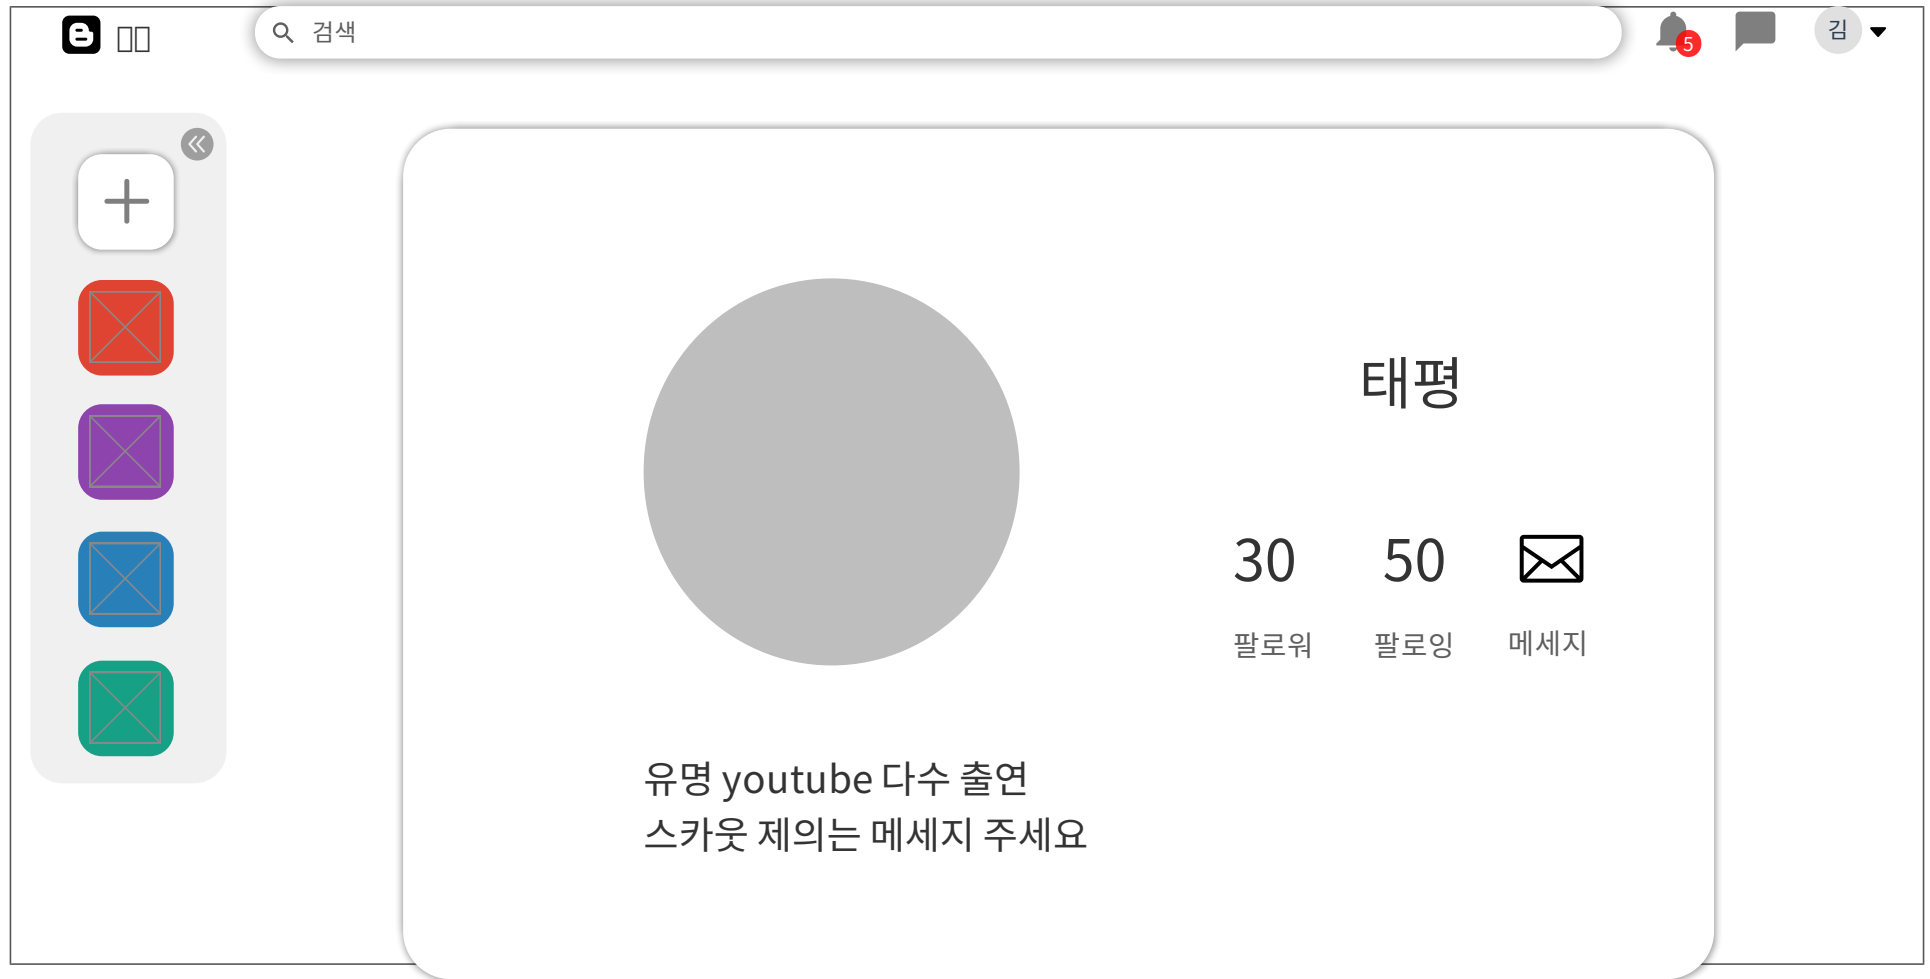 검색
5
김
태평
30 50
팔로워 팔로잉 메세지
유명 youtube 다수 출연
스카웃 제의는 메세지 주세요